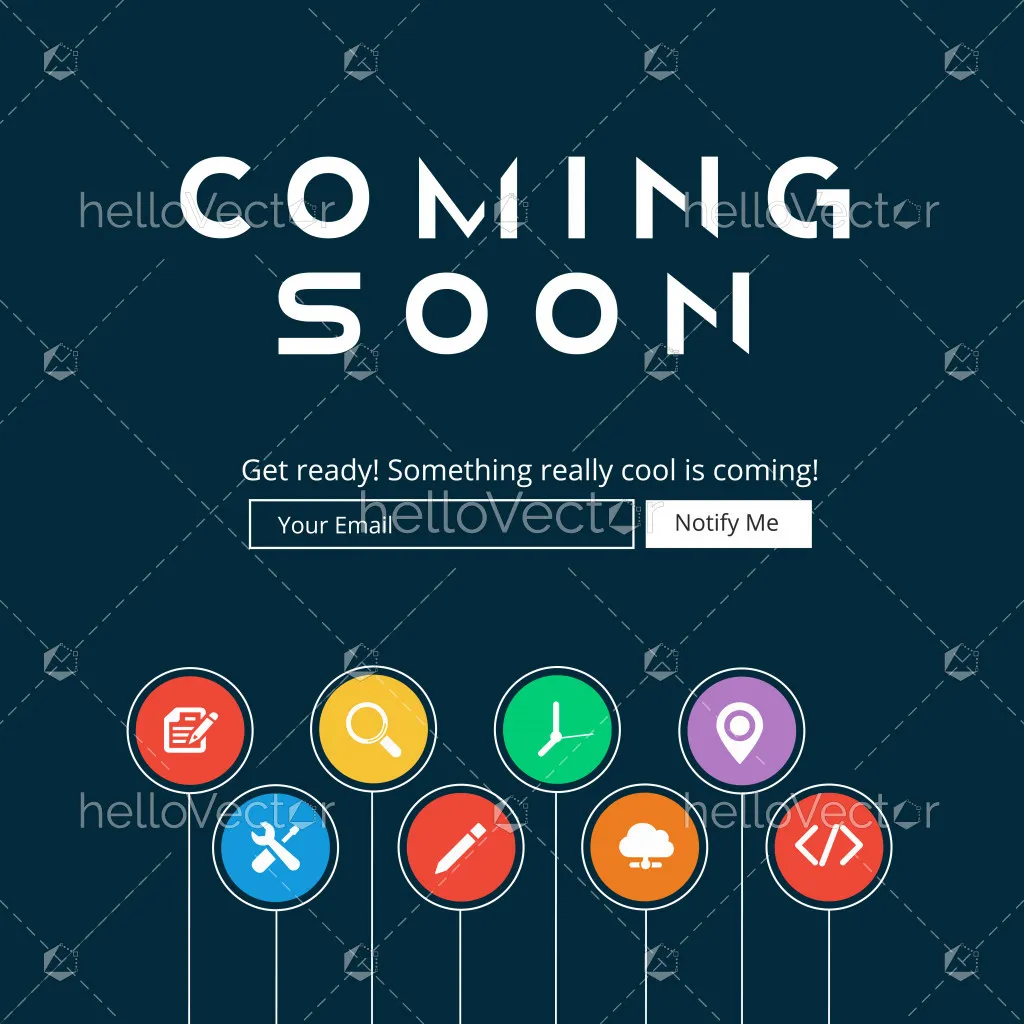 COMING
helloVector helloVector
SOON
Get ready! Something really cool is coming!
helloVector
Your Email
Notify Me
helloVector helloVector